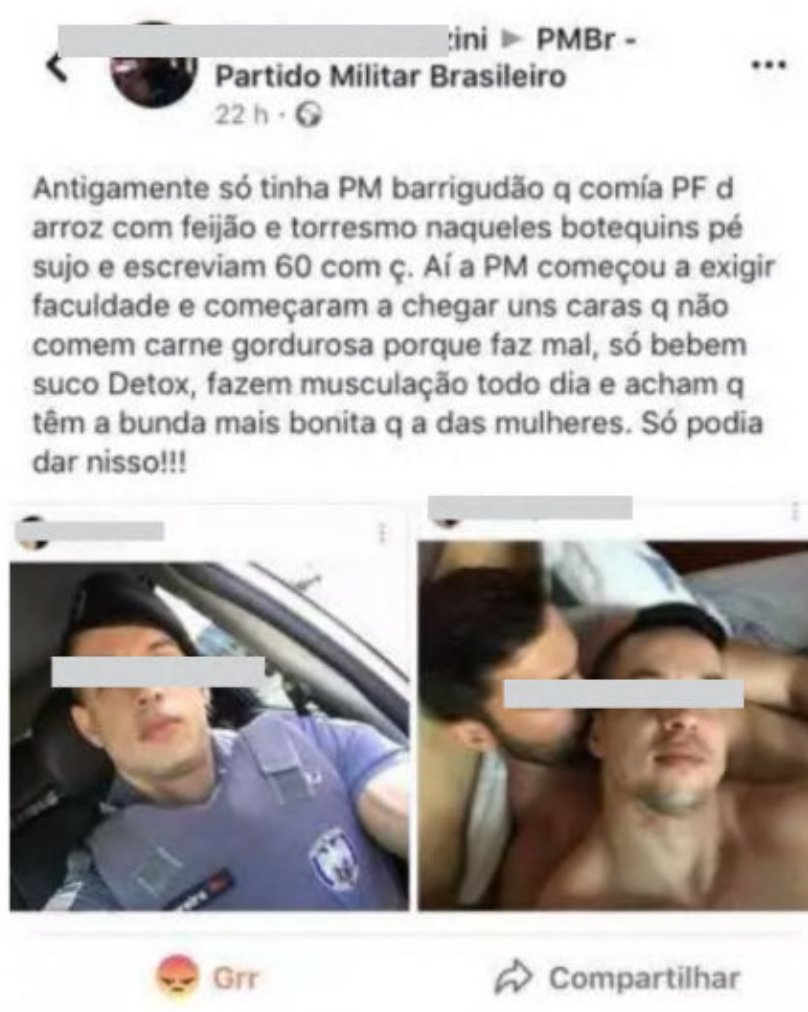 zini ▶ PMBr -
Partido Militar Brasileiro
22 h ·
Antigamente só tinha PM barrigudão q comía PF d
arroz com feijão e torresmo naqueles botequins pé
sujo e escreviam 60 com ç. Aí a PM começou a exigir
faculdade e começaram a chegar uns caras q não
comem carne gordurosa porque faz mal, só bebem
suco Detox, fazem musculação todo dia e acham q
têm a bunda mais bonita q a das mulheres. Só podia
dar nisso!!!
Grr
Compartilhar